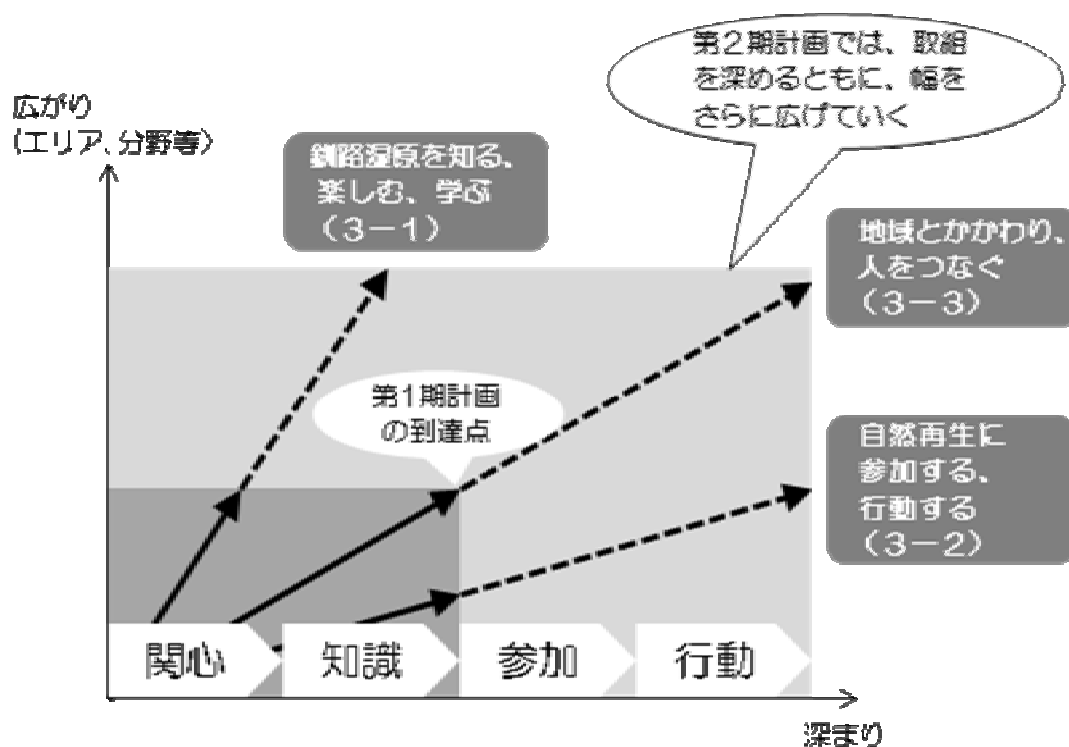 第２期計画では、取組
を深めるともに、幅を
さらに広げていく
広がり
（エリア、分野等）
釧路湿原を知る、
楽しむ、学ぶ
（３－１）
地域とかかわり、
人をつなぐ
（３－３）
第１期計画
の到達点
自然再生に
参加する、
行動する
（３－２）
関心
知識
参加
行動
深まり